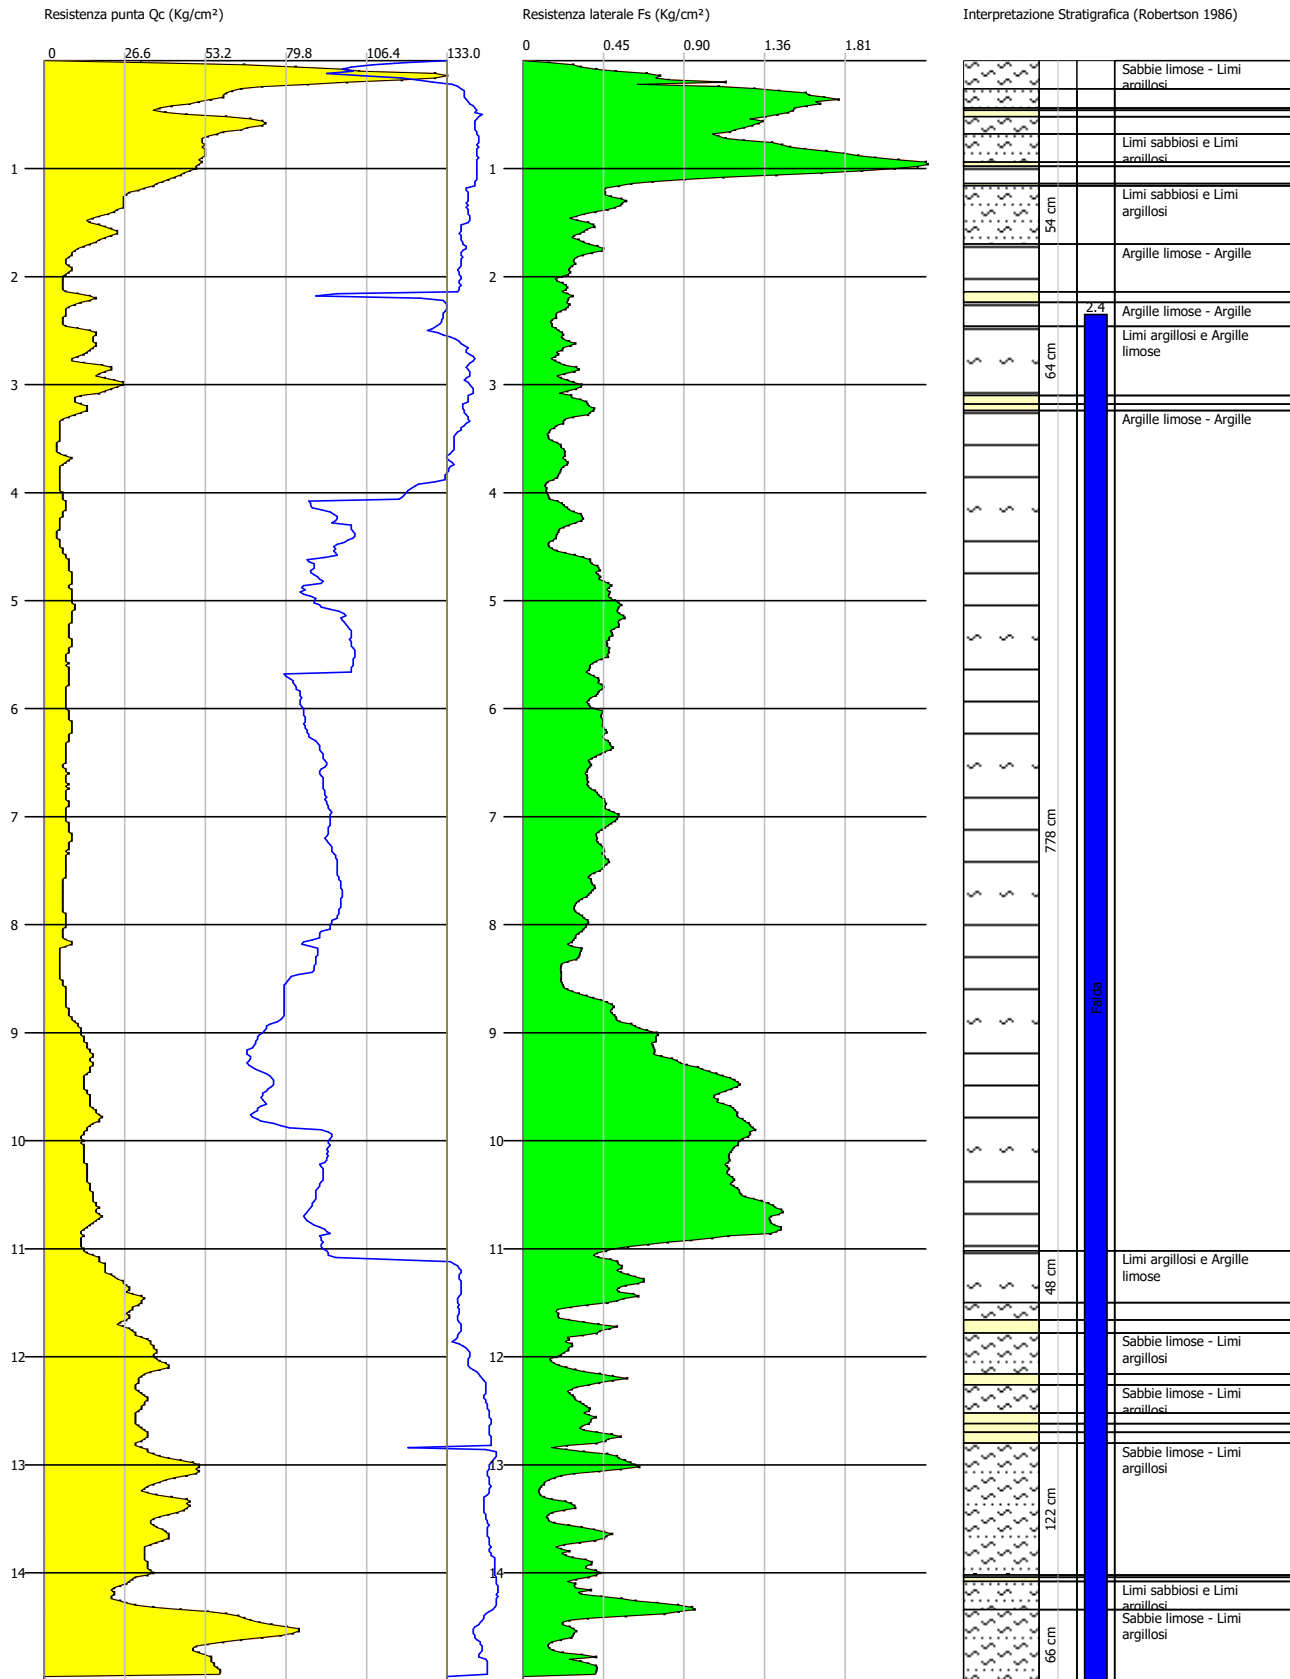 Resistenza punta Qc (Kg/cm²)
Resistenza laterale Fs (Kg/cm²)
Interpretazione Stratigrafica (Robertson 1986)
0 26.6 53.2 79.8 106.4 133.0
0 0.45 0.90 1.36 1.81
Sabbie limose - Limi
argillosi
Limi sabbiosi e Limi
argillosi
1 1
Limi sabbiosi e Limi
argillosi
54 cm
Argille limose - Argille
2 2
Argille limose - Argille
2.4
Limi argillosi e Argille
limose
64 cm
3 3
Argille limose - Argille
4 4
5 5
6 6
7 7
778 cm
8 8
Falda
9 9
10 10
11 11
Limi argillosi e Argille
limose
48 cm
Sabbie limose - Limi
argillosi
12 12
Sabbie limose - Limi
argillosi
Sabbie limose - Limi
argillosi
13 13
122 cm
14 14
Limi sabbiosi e Limi
argillosi
Sabbie limose - Limi
argillosi
66 cm